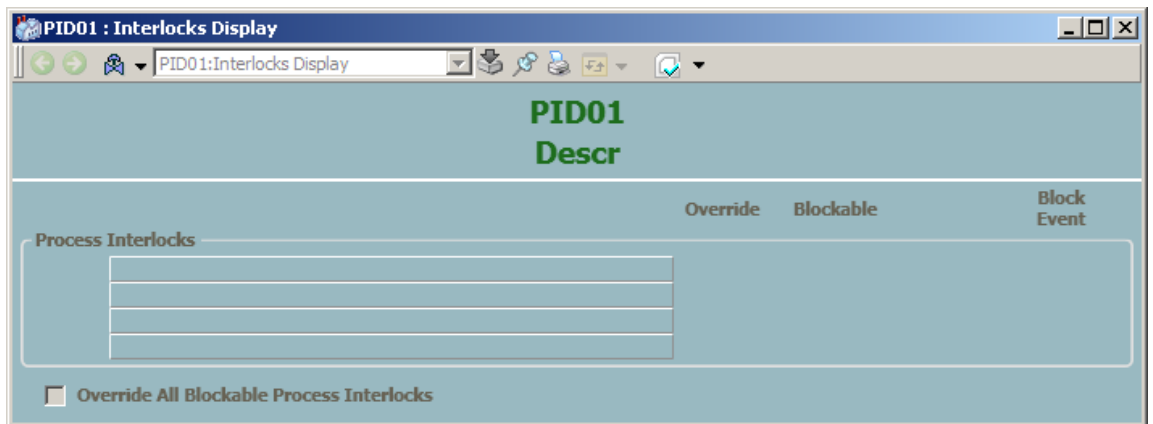 PID01 : Interlocks Display
PID01:Interlocks Display
PID01
Descr
Override Blockable Block Event
Process Interlocks
Override All Blockable Process Interlocks